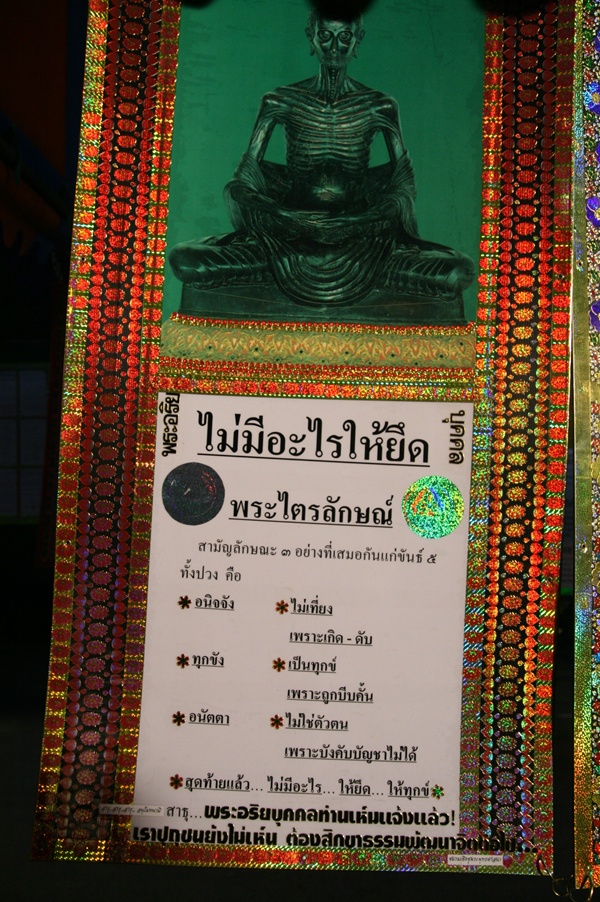 พระอริย
บุคคล
ไม่มีอะไรให้ยึด
พระไตรลักษณ์
สามัญลักษณะ ๓ อย่างที่เสมอกันแก่ขันธ์ ๕
ทั้งปวง คือ
* อนิจจัง * ไม่เที่ยง
เพราะเกิด - ดับ
* ทุกขัง * เป็นทุกข์
เพราะถูกบีบคั้น
* อนัตตา * ไม่ใช่ตัวตน
เพราะบังคับบัญชาไม่ได้
* สุดท้ายแล้ว... ไม่มีอะไร... ให้ยึด... ให้ทุกข์ *
สาธุ... พระอริยบุคคลท่านเห็นแจ้งแล้ว!
เราปุถุชนยังไม่เห็น ต้องศึกษาธรรมพัฒนาจิตต่อไป...